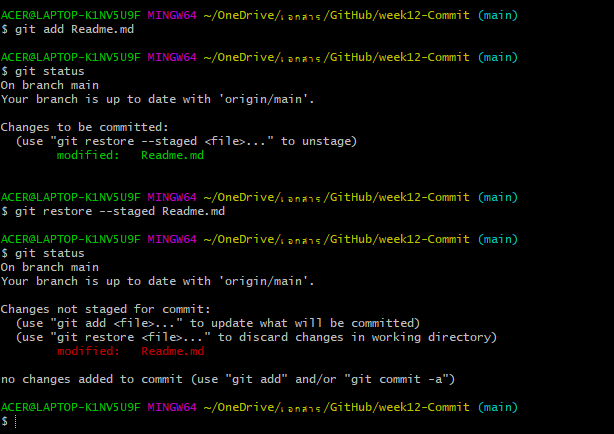 ACER@LAPTOP-K1NV5U9F MINGW64 ~/OneDrive/เอกสาร/GitHub/week12-Commit (main)
$ git add Readme.md
ACER@LAPTOP-K1NV5U9F MINGW64 ~/OneDrive/เอกสาร/GitHub/week12-Commit (main)
$ git status
On branch main
Your branch is up to date with 'origin/main'.
Changes to be committed:
  (use "git restore --staged <file>..." to unstage)
        modified:   Readme.md
ACER@LAPTOP-K1NV5U9F MINGW64 ~/OneDrive/เอกสาร/GitHub/week12-Commit (main)
$ git restore --staged Readme.md
ACER@LAPTOP-K1NV5U9F MINGW64 ~/OneDrive/เอกสาร/GitHub/week12-Commit (main)
$ git status
On branch main
Your branch is up to date with 'origin/main'.
Changes not staged for commit:
  (use "git add <file>..." to update what will be committed)
  (use "git restore <file>..." to discard changes in working directory)
        modified:   Readme.md
no changes added to commit (use "git add" and/or "git commit -a")
ACER@LAPTOP-K1NV5U9F MINGW64 ~/OneDrive/เอกสาร/GitHub/week12-Commit (main)
$